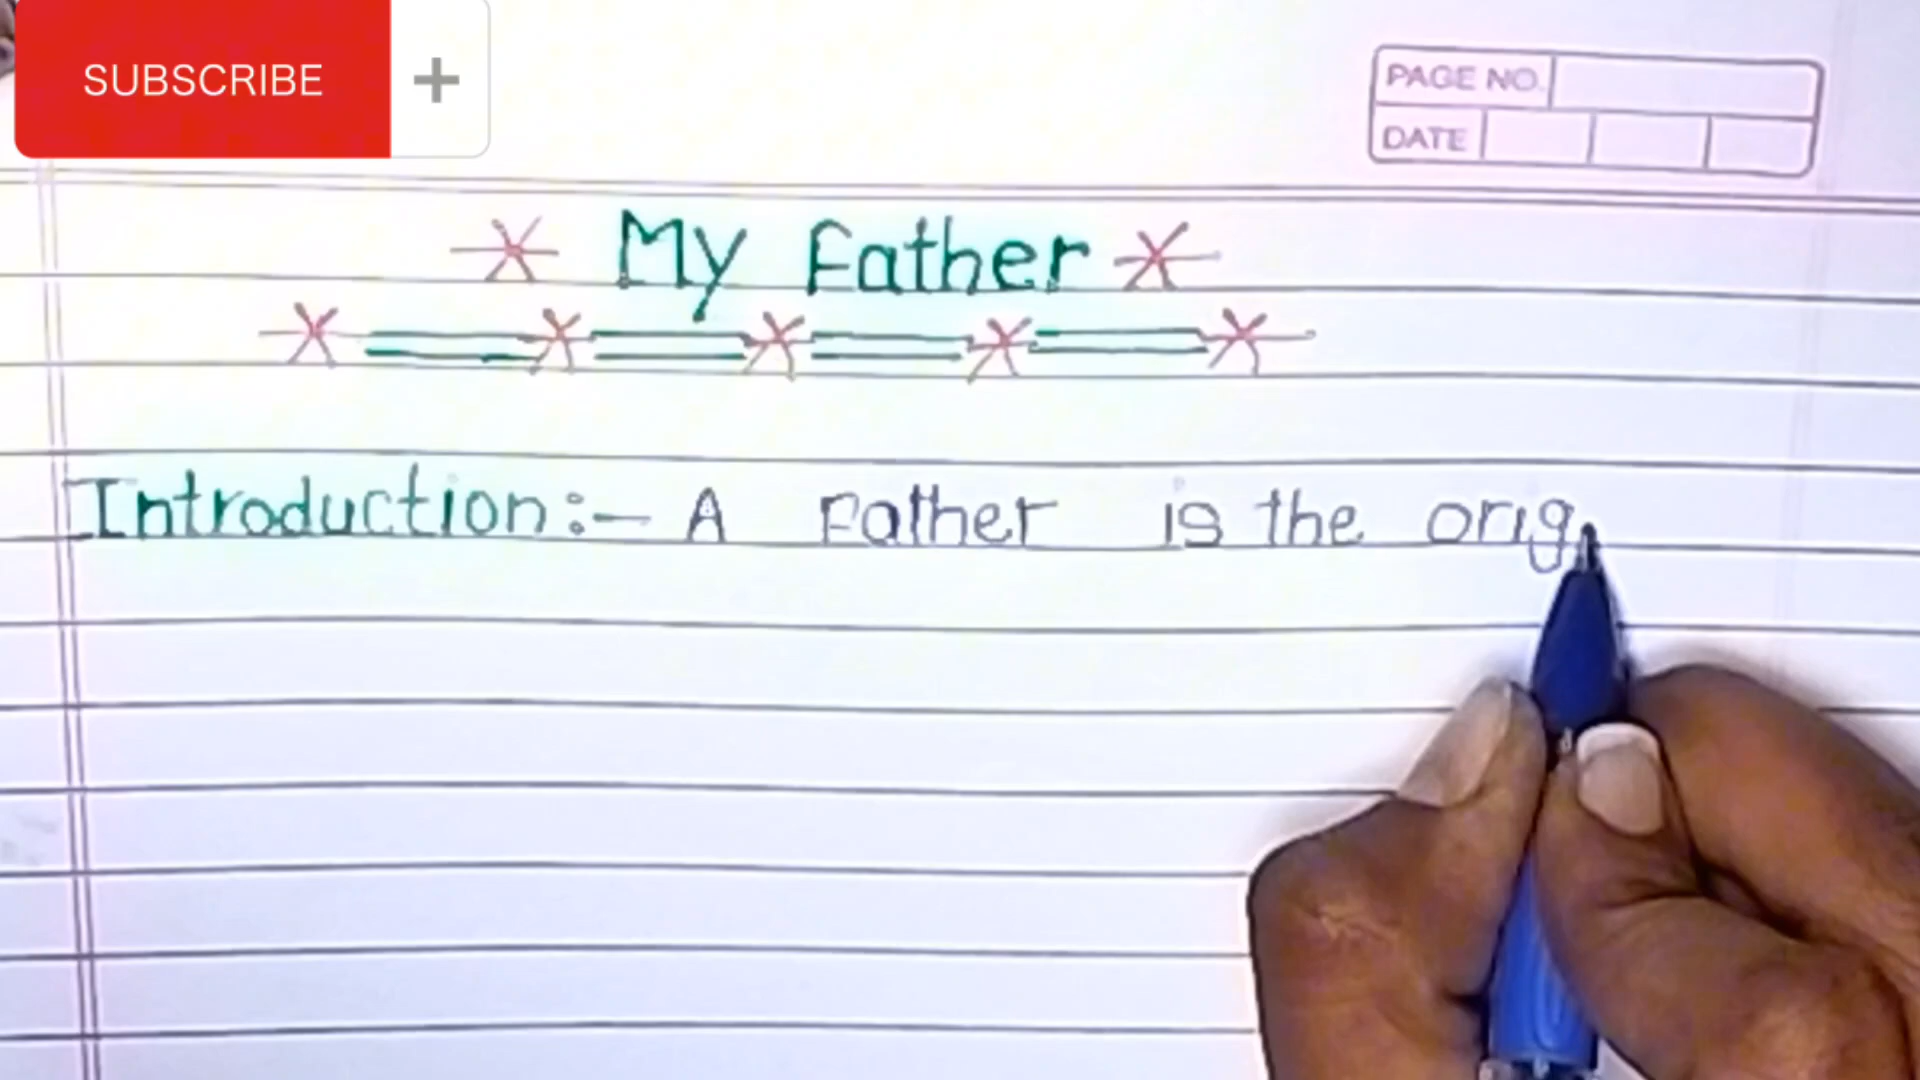 SUBSCRIBE +
PAGE NO.
DATE
My Father
Introduction:- A Father is the orig